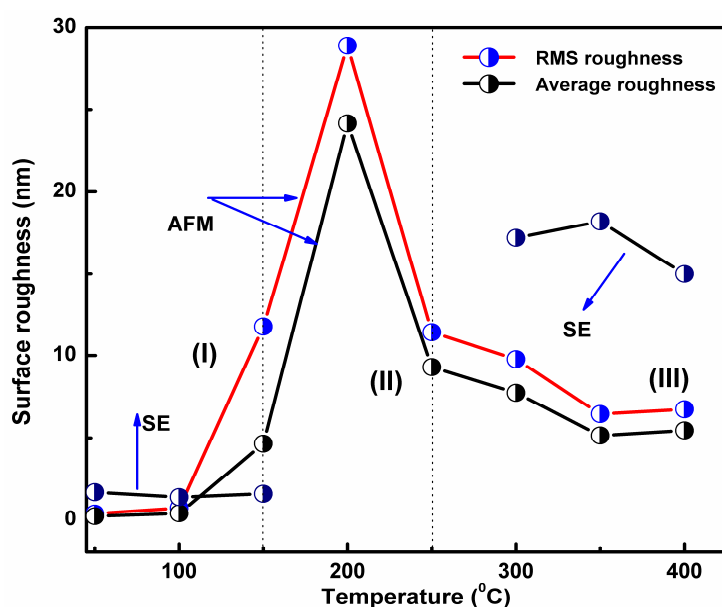 30
RMS roughness
Average roughness
20
Surface roughness (nm)
AFM
SE
(I)
10
(II)
(III)
SE
0
100
200
300
400
Temperature (⁰C)